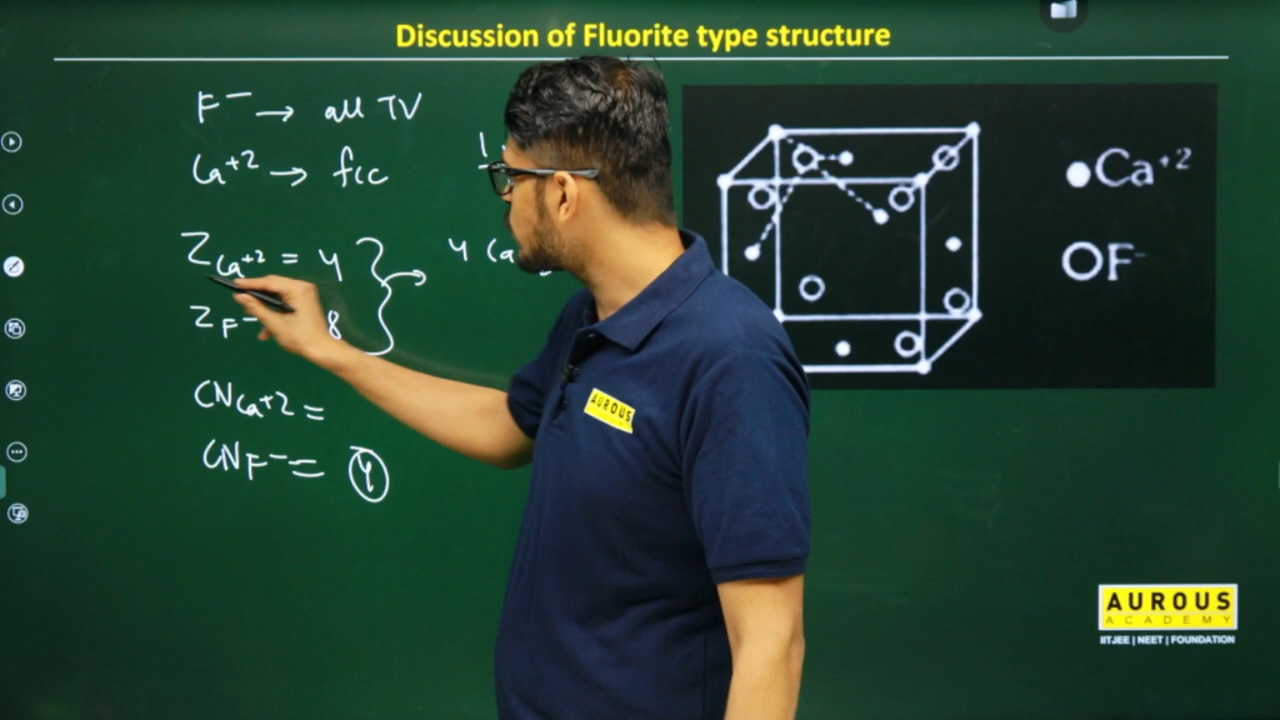 Discussion of Fluorite type structure
F⁻ → all TV
Ca⁺² → fcc
Z Ca⁺² = 4
4 Ca
Z F⁻ 8
CN Ca+2 =
CN F⁻ = 4
Ca⁺²
F⁻
AUROUS
AUROUS
ACADEMY
IITJEE | NEET | FOUNDATION